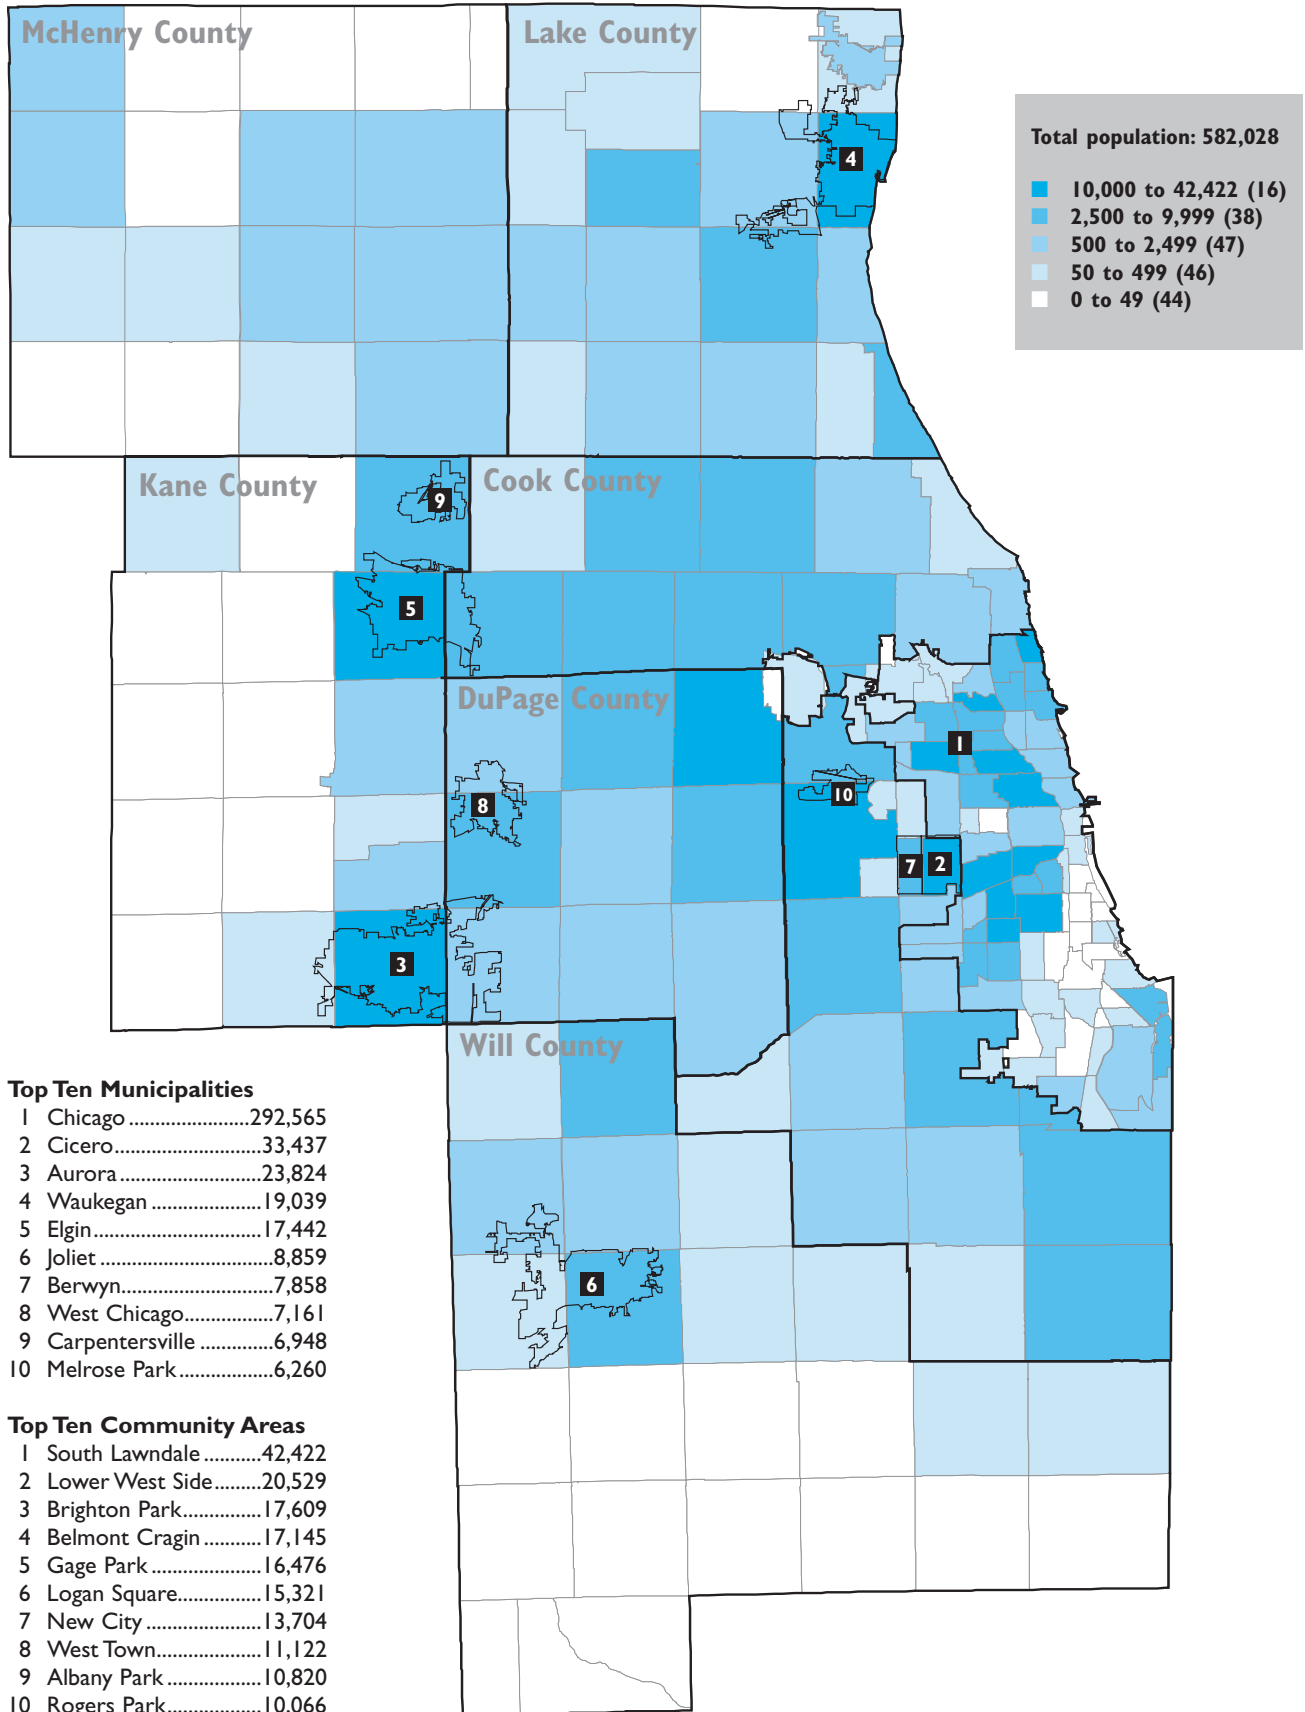 McHenry County
Lake County
4
Total population: 582,028
10,000 to 42,422 (16)
2,500 to 9,999 (38)
500 to 2,499 (47)
50 to 499 (46)
0 to 49 (44)
Kane County
9
Cook County
5
DuPage County
1
8
10
7
2
3
Will County
6
Top Ten Municipalities
1 Chicago.......................292,565
2 Cicero............................33,437
3 Aurora...........................23,824
4 Waukegan.....................19,039
5 Elgin................................17,442
6 Joliet...............................8,859
7 Berwyn.............................7,858
8 West Chicago.................7,161
9 Carpentersville..............6,948
10 Melrose Park..................6,260
Top Ten Community Areas
1 South Lawndale...........42,422
2 Lower West Side.........20,529
3 Brighton Park...............17,609
4 Belmont Cragin...........17,145
5 Gage Park.....................16,476
6 Logan Square................15,321
7 New City......................13,704
8 West Town....................11,122
9 Albany Park..................10,820
10 Rogers Park..................10,066